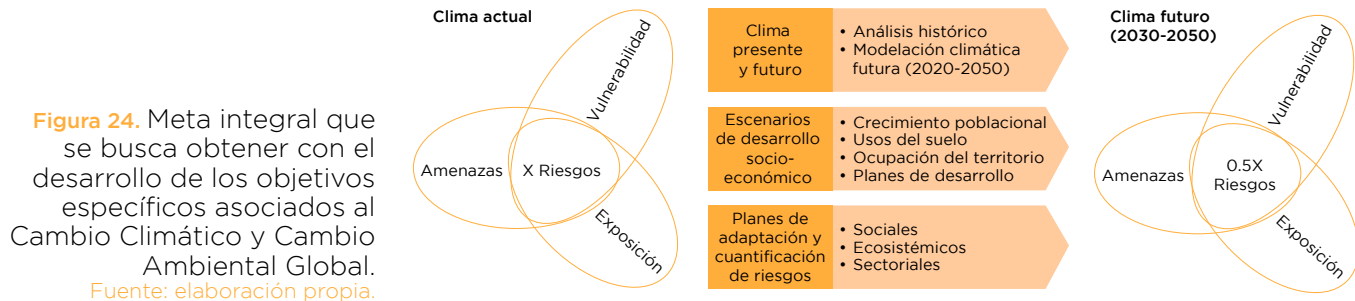 Figura 24. Meta integral que
se busca obtener con el
desarrollo de los objetivos
específicos asociados al
Cambio Climático y Cambio
Ambiental Global.
Fuente: elaboración propia.
Clima actual
Vulnerabilidad
Amenazas
X Riesgos
Exposición
Clima
presente
y futuro
• Análisis histórico
• Modelación climática
futura (2020-2050)
Escenarios
de desarrollo
socio-
económico
• Crecimiento poblacional
• Usos del suelo
• Ocupación del territorio
• Planes de desarrollo
Planes de
adaptación y
cuantificación
de riesgos
• Sociales
• Ecosistémicos
• Sectoriales
Clima futuro
(2030-2050)
Vulnerabilidad
Amenazas
0.5X
Riesgos
Exposición